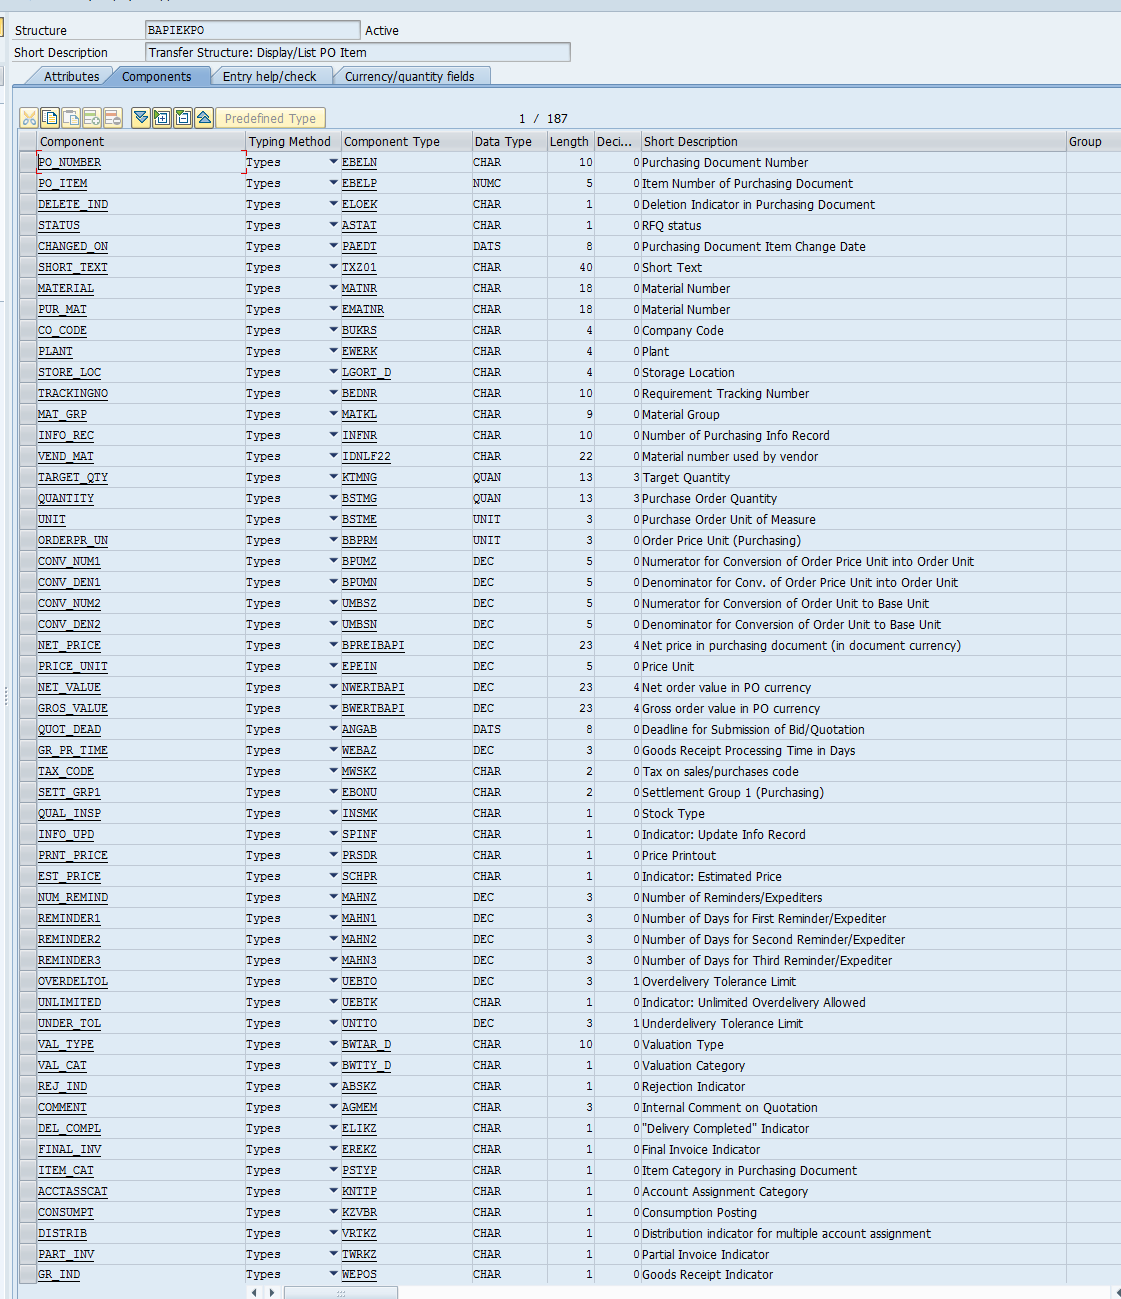 Structure BAPIEKPO Active
Short Description Transfer Structure: Display/List PO Item
Attributes Components Entry help/check Currency/quantity fields
Predefined Type 1 / 187
Component Typing Method Component Type Data Type Length Deci... Short Description Group
PO_NUMBER Types EBELN CHAR 10 0 Purchasing Document Number
PO_ITEM Types EBELP NUMC 5 0 Item Number of Purchasing Document
DELETE_IND Types ELOEK CHAR 1 0 Deletion Indicator in Purchasing Document
STATUS Types ASTAT CHAR 1 0 RFQ status
CHANGED_ON Types PAEDT DATS 8 0 Purchasing Document Item Change Date
SHORT_TEXT Types TXZ01 CHAR 40 0 Short Text
MATERIAL Types MATNR CHAR 18 0 Material Number
PUR_MAT Types EMATNR CHAR 18 0 Material Number
CO_CODE Types BUKRS CHAR 4 0 Company Code
PLANT Types EWERK CHAR 4 0 Plant
STORE_LOC Types LGORT_D CHAR 4 0 Storage Location
TRACKINGNO Types BEDNR CHAR 10 0 Requirement Tracking Number
MAT_GRP Types MATKL CHAR 9 0 Material Group
INFO_REC Types INFNR CHAR 10 0 Number of Purchasing Info Record
VEND_MAT Types IDNLF22 CHAR 22 0 Material number used by vendor
TARGET_QTY Types KTMNG QUAN 13 3 Target Quantity
QUANTITY Types BSTMG QUAN 13 3 Purchase Order Quantity
UNIT Types BSTME UNIT 3 0 Purchase Order Unit of Measure
ORDERPR_UN Types BBPRM UNIT 3 0 Order Price Unit (Purchasing)
CONV_NUM1 Types BPUMZ DEC 5 0 Numerator for Conversion of Order Price Unit into Order Unit
CONV_DEN1 Types BPUMN DEC 5 0 Denominator for Conv. of Order Price Unit into Order Unit
CONV_NUM2 Types UMBSZ DEC 5 0 Numerator for Conversion of Order Unit to Base Unit
CONV_DEN2 Types UMBSN DEC 5 0 Denominator for Conversion of Order Unit to Base Unit
NET_PRICE Types BPREIBAPI DEC 23 4 Net price in purchasing document (in document currency)
PRICE_UNIT Types EPEIN DEC 5 0 Price Unit
NET_VALUE Types NWERTBAPI DEC 23 4 Net order value in PO currency
GROS_VALUE Types BWERTBAPI DEC 23 4 Gross order value in PO currency
QUOT_DEAD Types ANGAB DATS 8 0 Deadline for Submission of Bid/Quotation
GR_PR_TIME Types WEBAZ DEC 3 0 Goods Receipt Processing Time in Days
TAX_CODE Types MWSKZ CHAR 2 0 Tax on sales/purchases code
SETT_GRP1 Types EBONU CHAR 2 0 Settlement Group 1 (Purchasing)
QUAL_INSP Types INSMK CHAR 1 0 Stock Type
INFO_UPD Types SPINF CHAR 1 0 Indicator: Update Info Record
PRNT_PRICE Types PRSDR CHAR 1 0 Price Printout
EST_PRICE Types SCHPR CHAR 1 0 Indicator: Estimated Price
NUM_REMIND Types MAHNZ DEC 3 0 Number of Reminders/Expediters
REMINDER1 Types MAHN1 DEC 3 0 Number of Days for First Reminder/Expediter
REMINDER2 Types MAHN2 DEC 3 0 Number of Days for Second Reminder/Expediter
REMINDER3 Types MAHN3 DEC 3 0 Number of Days for Third Reminder/Expediter
OVERDELTOL Types UEBTO DEC 3 1 Overdelivery Tolerance Limit
UNLIMITED Types UEBTK CHAR 1 0 Indicator: Unlimited Overdelivery Allowed
UNDER_TOL Types UNTTO DEC 3 1 Underdelivery Tolerance Limit
VAL_TYPE Types BWTAR_D CHAR 10 0 Valuation Type
VAL_CAT Types BWTTY_D CHAR 1 0 Valuation Category
REJ_IND Types ABSKZ CHAR 1 0 Rejection Indicator
COMMENT Types AGMEM CHAR 3 0 Internal Comment on Quotation
DEL_COMPL Types ELIKZ CHAR 1 0 "Delivery Completed" Indicator
FINAL_INV Types EREKZ CHAR 1 0 Final Invoice Indicator
ITEM_CAT Types PSTYP CHAR 1 0 Item Category in Purchasing Document
ACCTASSCAT Types KNTTP CHAR 1 0 Account Assignment Category
CONSUMPT Types KZVBR CHAR 1 0 Consumption Posting
DISTRIB Types VRTKZ CHAR 1 0 Distribution indicator for multiple account assignment
PART_INV Types TWRKZ CHAR 1 0 Partial Invoice Indicator
GR_IND Types WEPOS CHAR 1 0 Goods Receipt Indicator